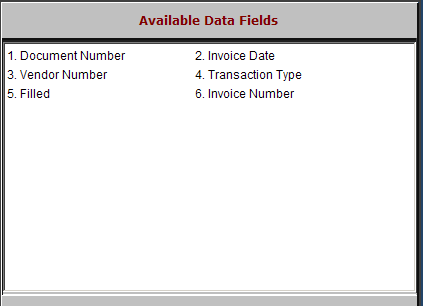 Available Data Fields
1. Document Number 2. Invoice Date
3. Vendor Number 4. Transaction Type
5. Filled 6. Invoice Number